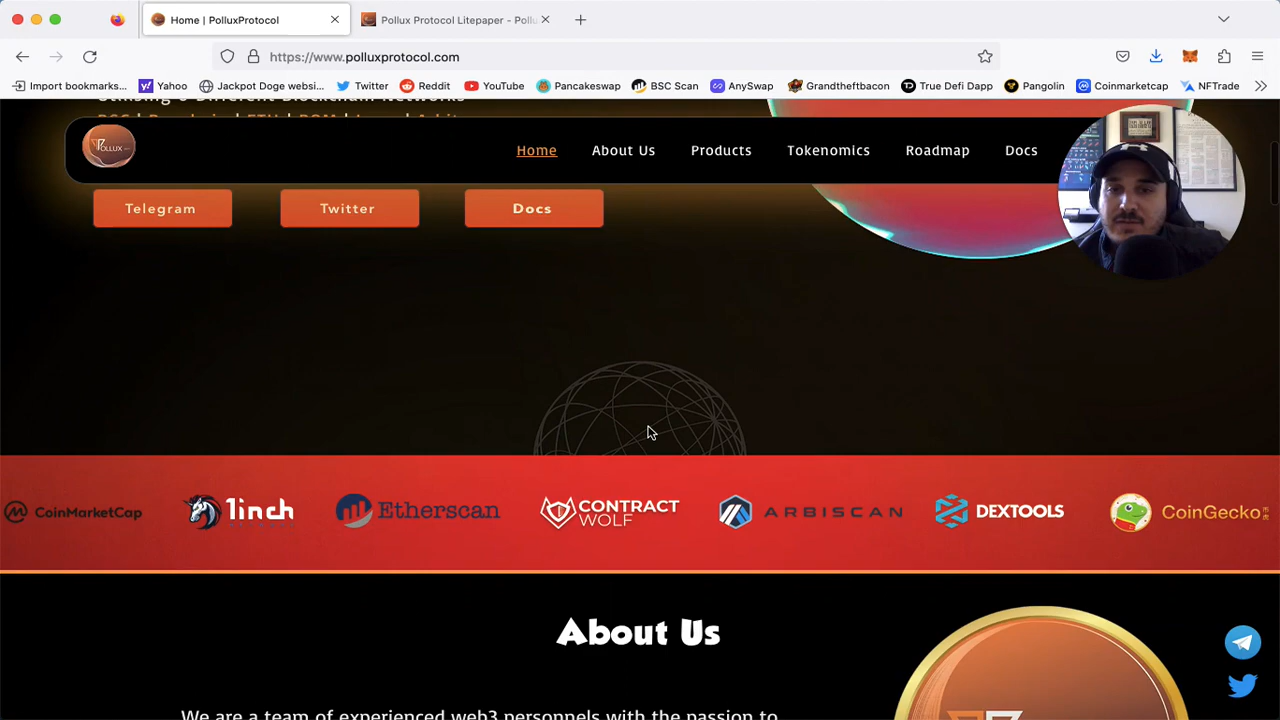 Home | PolluxProtocol
Pollux Protocol Litepaper - Pollu
https://www.polluxprotocol.com
Import bookmarks...
Yahoo
Jackpot Doge websi...
Twitter
Reddit
YouTube
Pancakeswap
BSC Scan
AnySwap
Grandtheftbacon
True Defi Dapp
Pangolin
Coinmarketcap
NFTrade
POLLUX
Home
About Us
Products
Tokenomics
Roadmap
Docs
Telegram
Twitter
Docs
CoinMarketCap
1inch
Etherscan
CONTRACT
WOLF
ARBISCAN
DEXTOOLS
CoinGecko
About Us
We are a team of experienced web3 personnels with the passion to